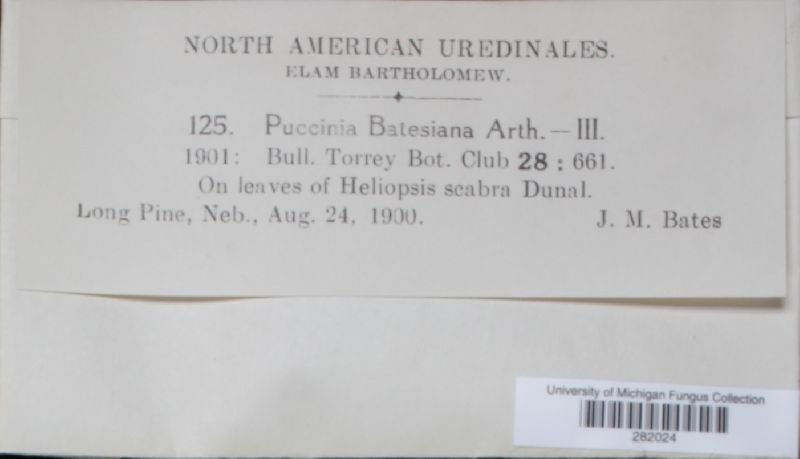 NORTH AMERICAN UREDINALES.
ELAM BARTHOLOMEW.
125. Puccinia Batesiana Arth. — III.
1901: Bull. Torrey Bot. Club 28 : 661.
On leaves of Heliopsis scabra Dunal.
Long Pine, Neb., Aug. 24, 1900. J. M. Bates
University of Michigan Fungus Collection
282024